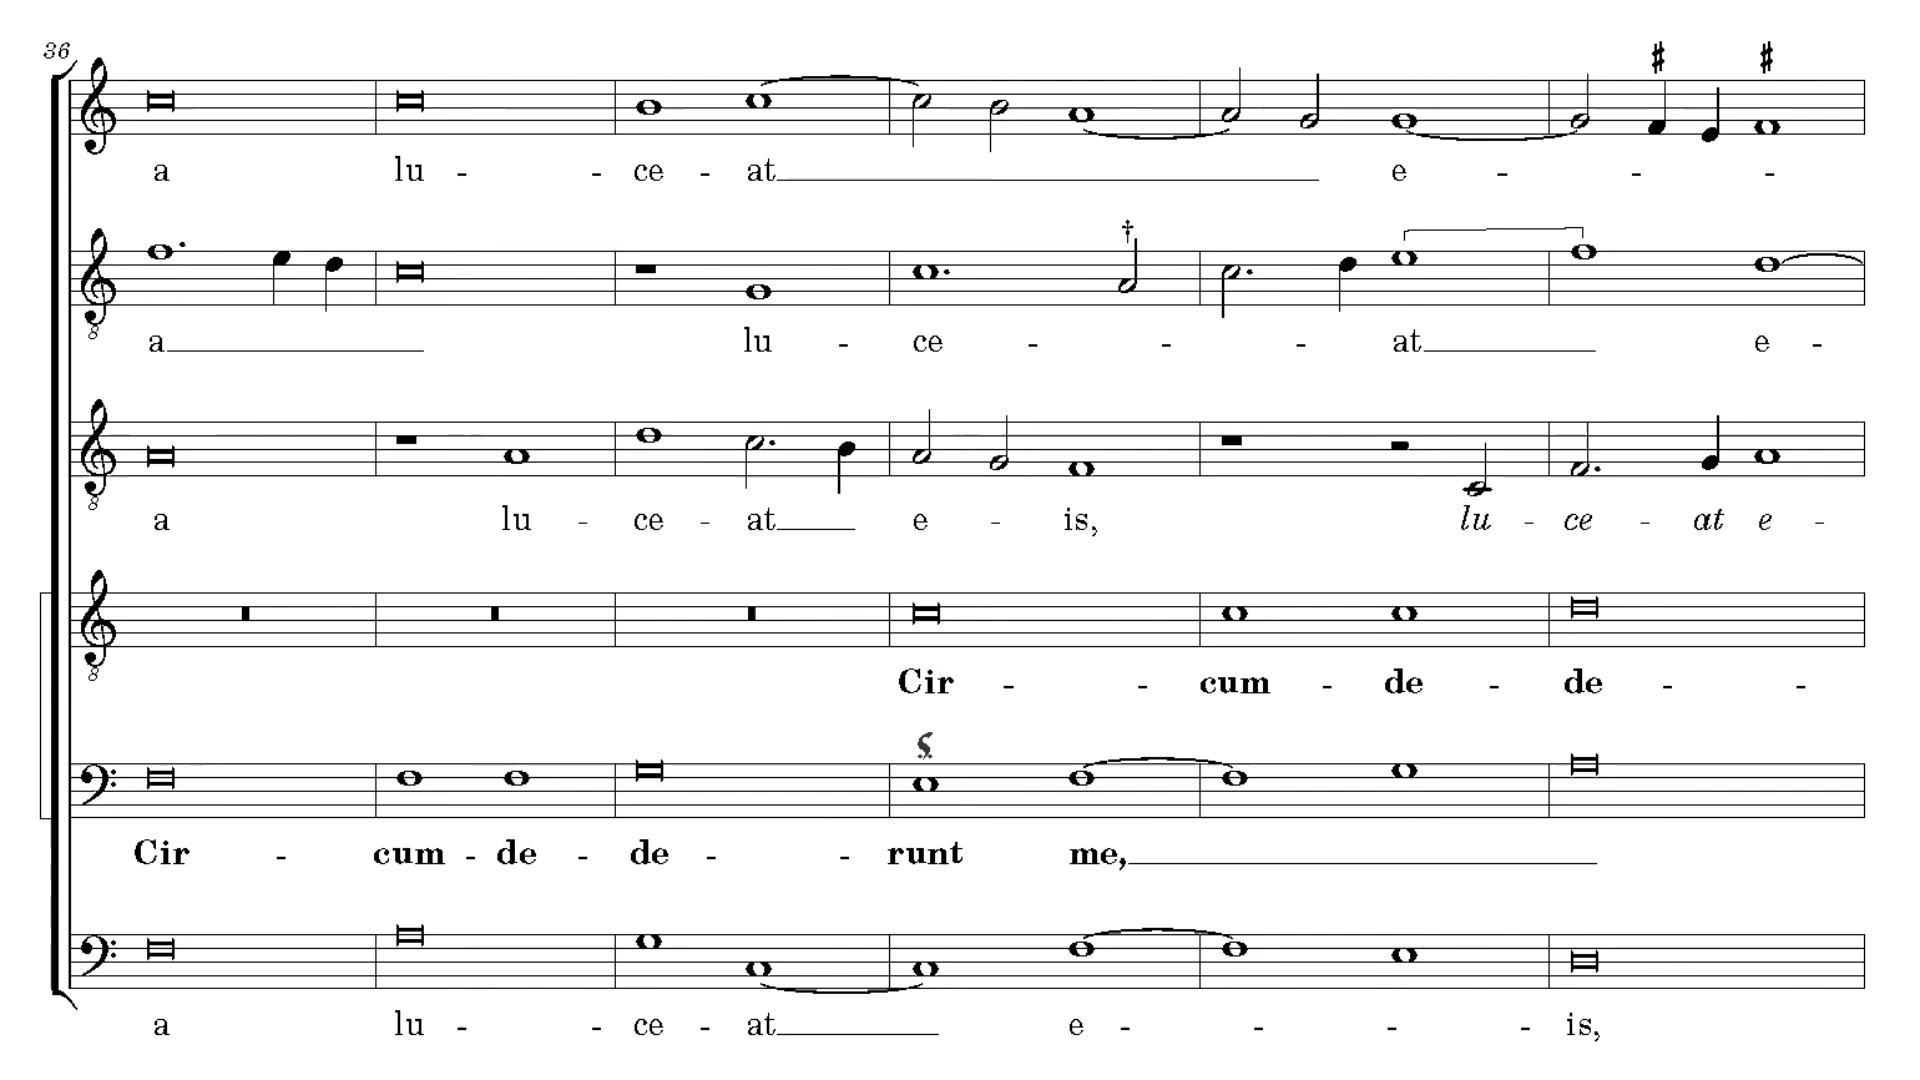 36
a lu - - ce - at e - - -
†
a lu - ce - - - at e -
a lu - ce - at e - is, lu - ce - at e -
Cir - - cum - de - de - -
Cir - cum - de - de - - runt me,
a lu - - ce - at e - - - - is,